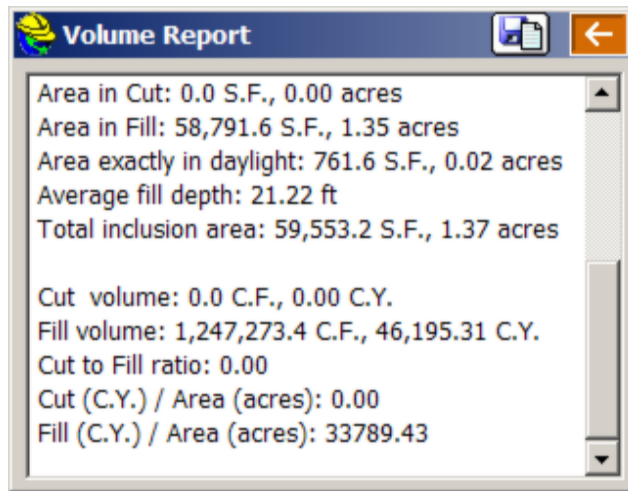 Volume Report
Area in Cut: 0.0 S.F., 0.00 acres
Area in Fill: 58,791.6 S.F., 1.35 acres
Area exactly in daylight: 761.6 S.F., 0.02 acres
Average fill depth: 21.22 ft
Total inclusion area: 59,553.2 S.F., 1.37 acres
Cut  volume: 0.0 C.F., 0.00 C.Y.
Fill volume: 1,247,273.4 C.F., 46,195.31 C.Y.
Cut to Fill ratio: 0.00
Cut (C.Y.) / Area (acres): 0.00
Fill (C.Y.) / Area (acres): 33789.43